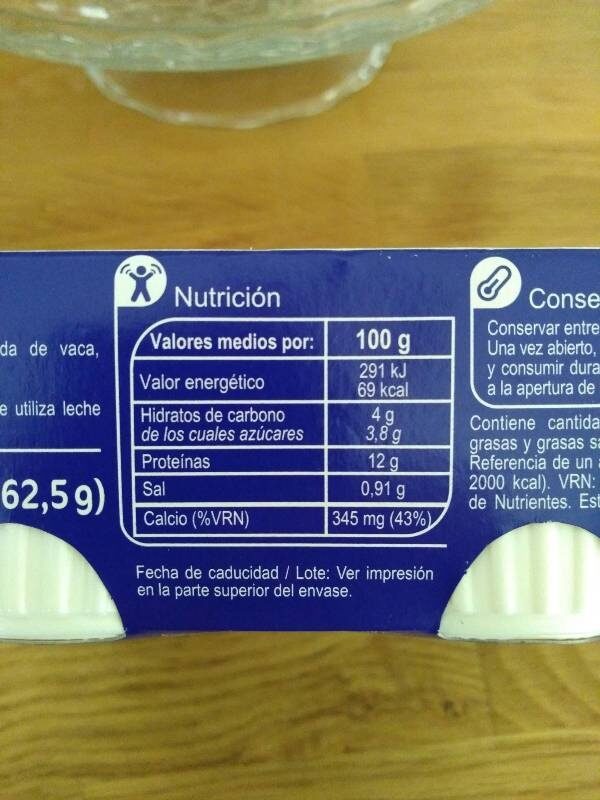 da de vaca,
e utiliza leche
62,5 g)
Nutrición
Valores medios por: 100 g
Valor energético 291 kJ
69 kcal
Hidratos de carbono 4 g
de los cuales azúcares 3,8 g
Proteínas 12 g
Sal 0,91 g
Calcio (%VRN) 345 mg (43%)
Fecha de caducidad / Lote: Ver impresión
en la parte superior del envase.
Conse
Conservar entre
Una vez abierto,
y consumir dura
a la apertura de
Contiene cantida
grasas y grasas sa
Referencia de un a
2000 kcal). VRN:
de Nutrientes. Est